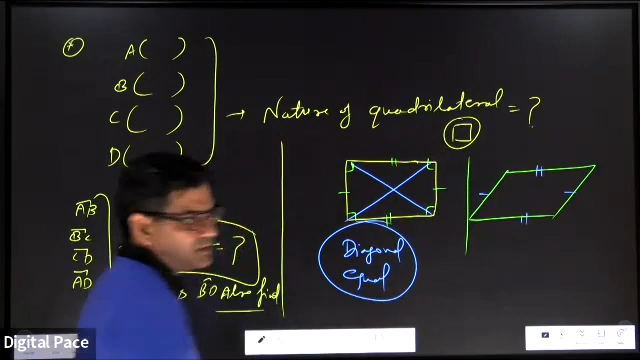 A( )
B( )
C( )
D( )
→ Nature of quadrilateral = ?
AB
BC
CD
AD
= ?
BD Also find
Diagonal
equal
Digital Pace